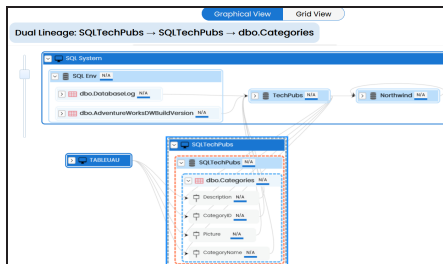 Graphical View Grid View
Dual Lineage: SQLTechPubs → SQLTechPubs → dbo.Categories
SQL System
SQL Env N/A
dbo.DatabaseLog N/A
TechPubs N/A
Northwind N/A
dbo.AdventureWorksDWBuildVersion N/A
SQLTechPubs
TABLEUAU
SQLTechPubs N/A
dbo.Categories N/A
Description N/A
CategoryID N/A
Picture N/A
CategoryName N/A